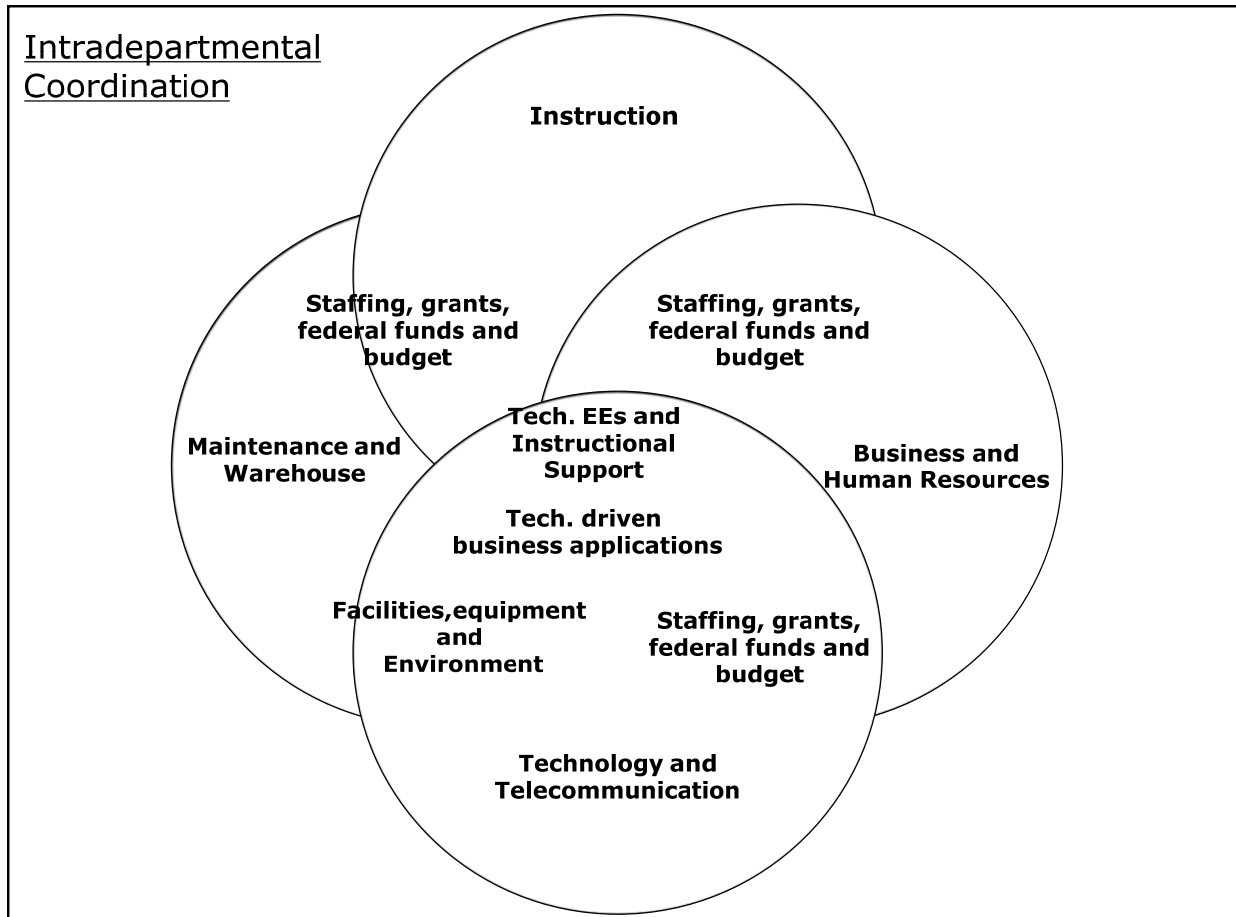 Intradepartmental
Coordination
Instruction
Staffing, grants,
federal funds and
budget
Staffing, grants,
federal funds and
budget
Tech. EEs and
Instructional
Support
Maintenance and
Warehouse
Business and
Human Resources
Tech. driven
business applications
Facilities,equipment
and
Environment
Staffing, grants,
federal funds and
budget
Technology and
Telecommunication